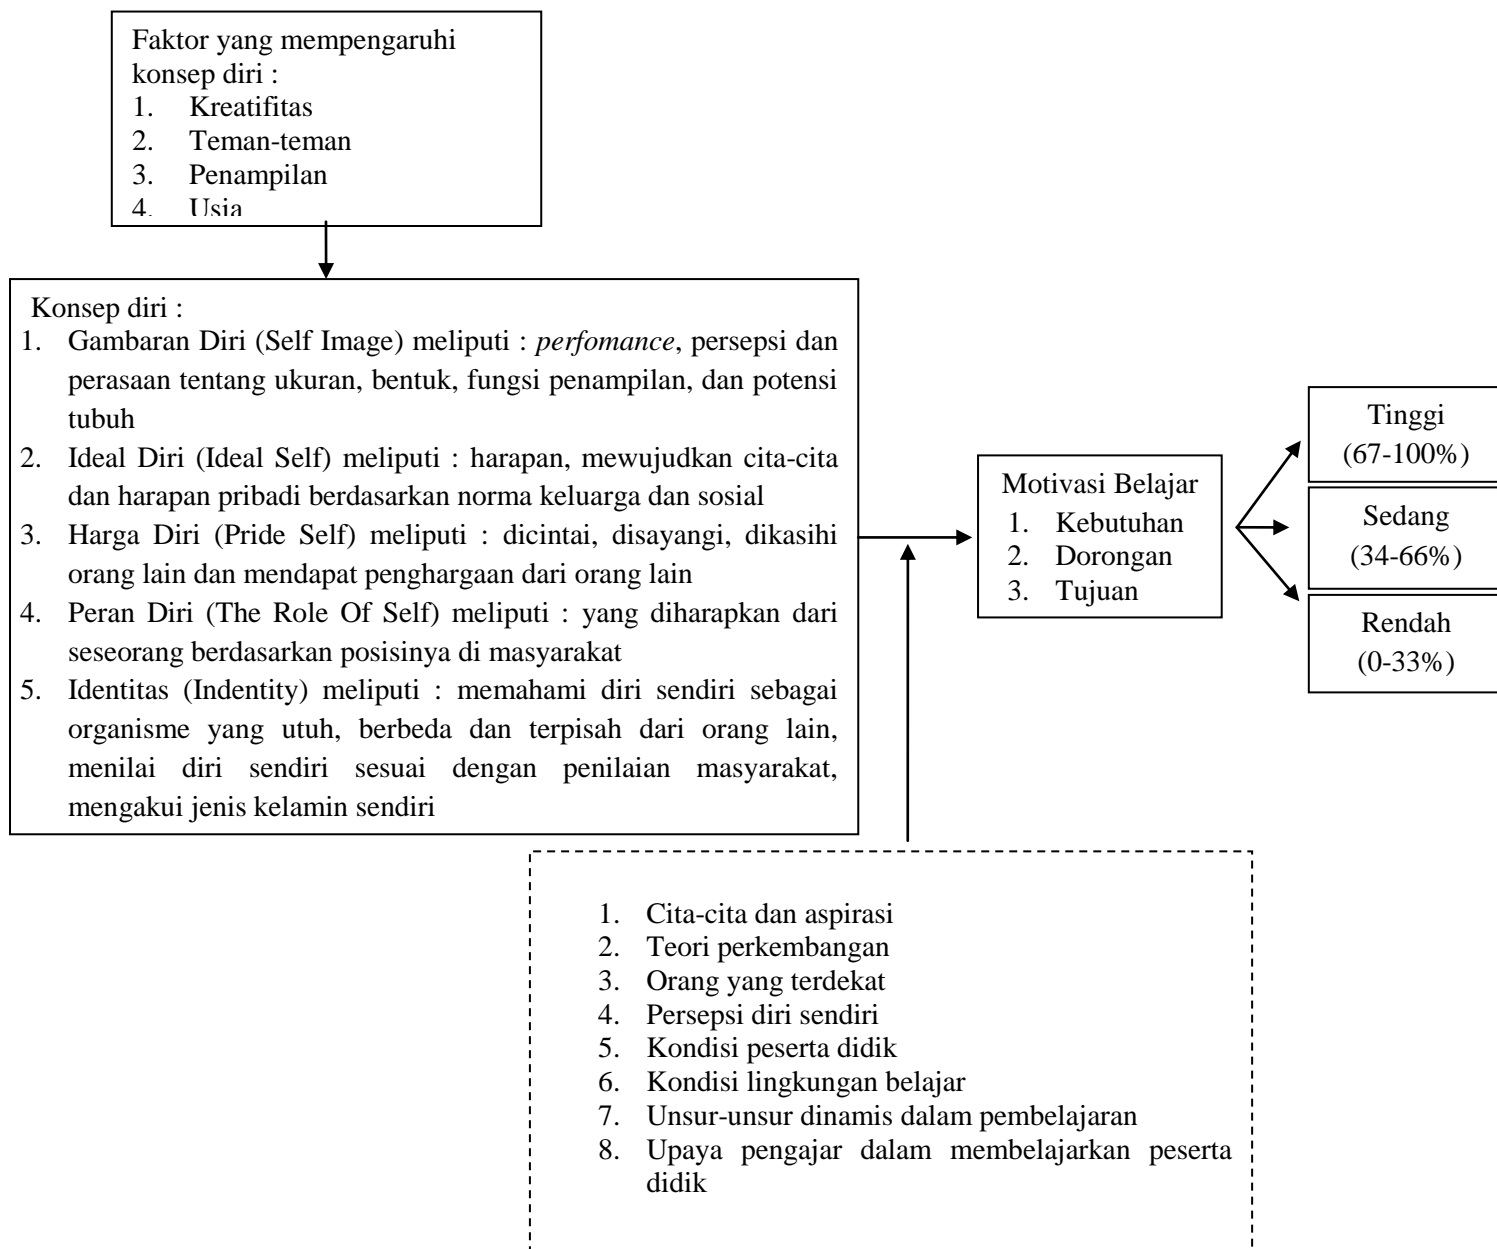 Faktor yang mempengaruhi
konsep diri :
1. Kreatifitas
2. Teman-teman
3. Penampilan
4. Usia
Konsep diri :
1. Gambaran Diri (Self Image) meliputi : perfomance, persepsi dan
perasaan tentang ukuran, bentuk, fungsi penampilan, dan potensi
tubuh
2. Ideal Diri (Ideal Self) meliputi : harapan, mewujudkan cita-cita
dan harapan pribadi berdasarkan norma keluarga dan sosial
3. Harga Diri (Pride Self) meliputi : dicintai, disayangi, dikasihi
orang lain dan mendapat penghargaan dari orang lain
4. Peran Diri (The Role Of Self) meliputi : yang diharapkan dari
seseorang berdasarkan posisinya di masyarakat
5. Identitas (Indentity) meliputi : memahami diri sendiri sebagai
organisme yang utuh, berbeda dan terpisah dari orang lain,
menilai diri sendiri sesuai dengan penilaian masyarakat,
mengakui jenis kelamin sendiri
Motivasi Belajar
1. Kebutuhan
2. Dorongan
3. Tujuan
Tinggi
(67-100%)
Sedang
(34-66%)
Rendah
(0-33%)
1. Cita-cita dan aspirasi
2. Teori perkembangan
3. Orang yang terdekat
4. Persepsi diri sendiri
5. Kondisi peserta didik
6. Kondisi lingkungan belajar
7. Unsur-unsur dinamis dalam pembelajaran
8. Upaya pengajar dalam membelajarkan peserta
didik